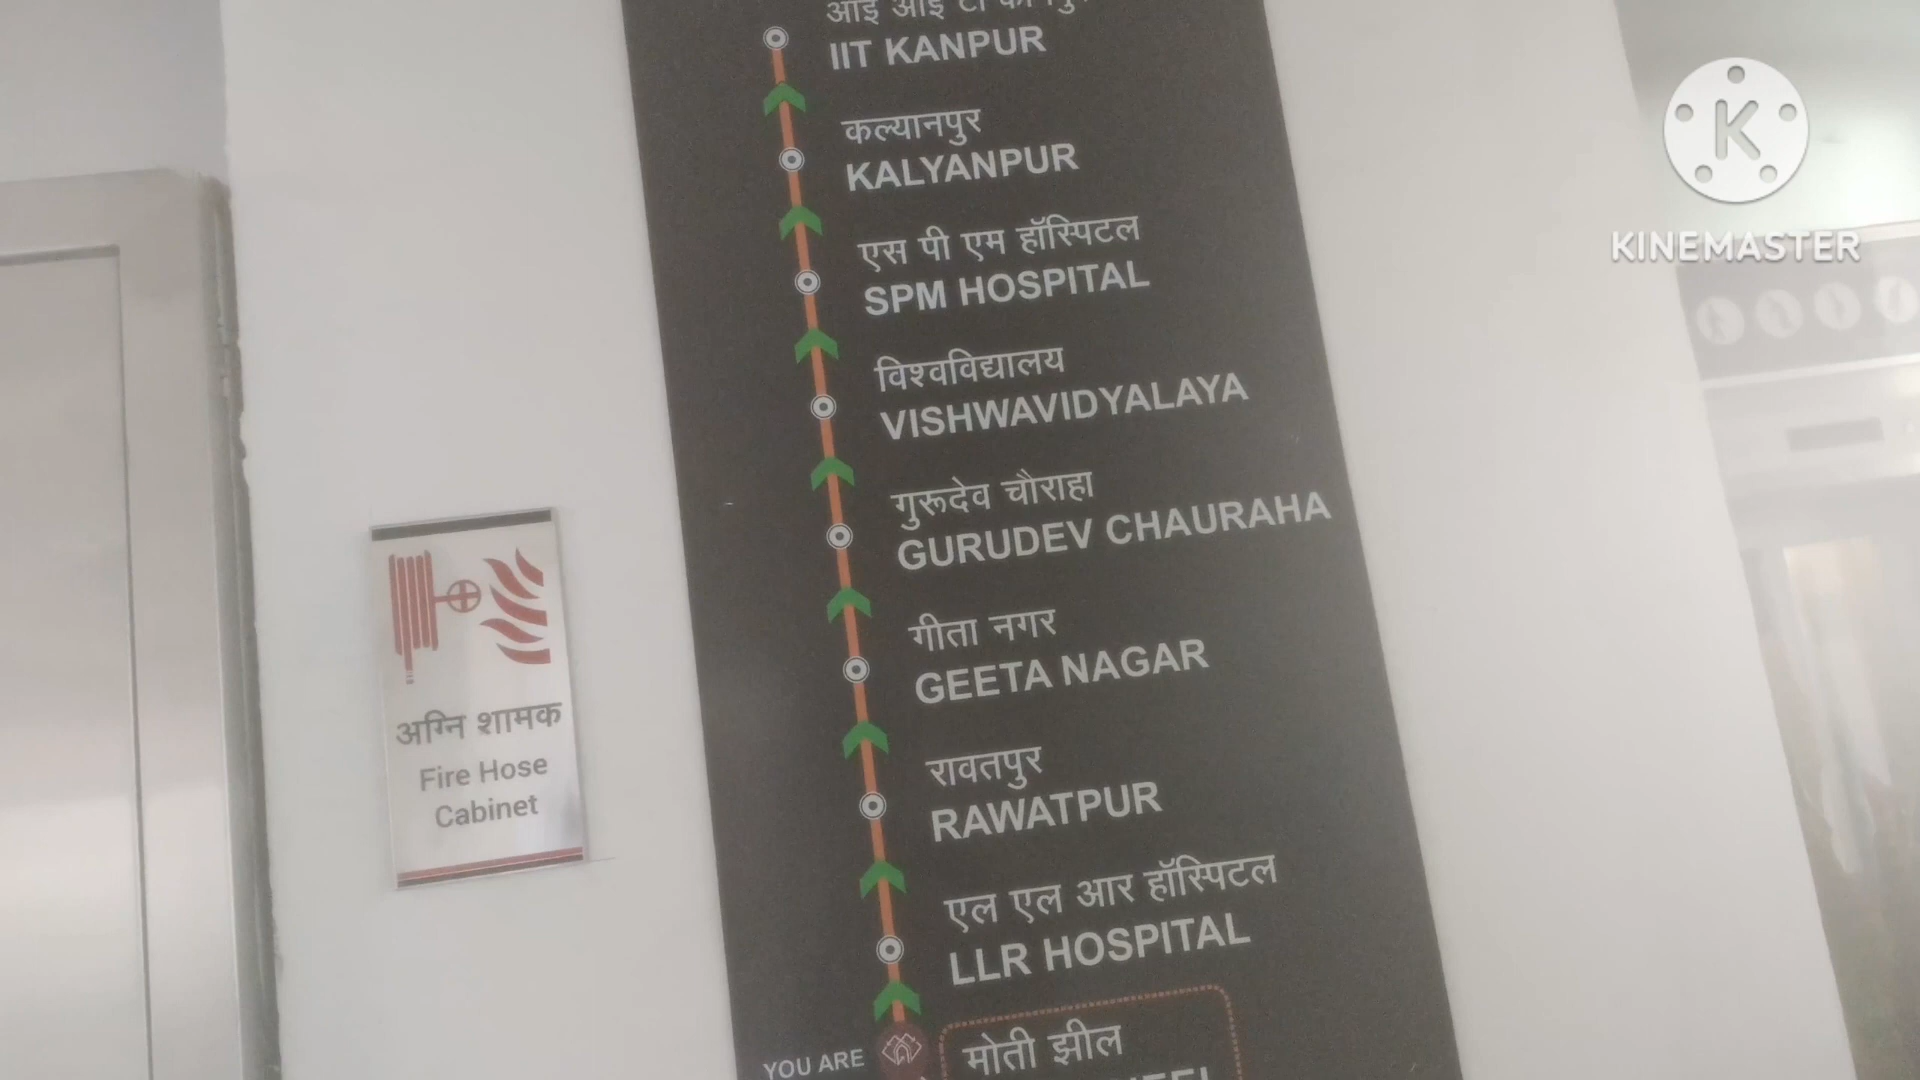 IIT KANPUR
कल्यानपुर
KALYANPUR
एस पी एम हॉस्पिटल
SPM HOSPITAL
विश्वविद्यालय
VISHWAVIDYALAYA
गुरूदेव चौराहा
GURUDEV CHAURAHA
गीता नगर
GEETA NAGAR
रावतपुर
RAWATPUR
एल एल आर हॉस्पिटल
LLR HOSPITAL
YOU ARE
मोती झील
अग्नि शामक
Fire Hose
Cabinet
K
KINEMASTER